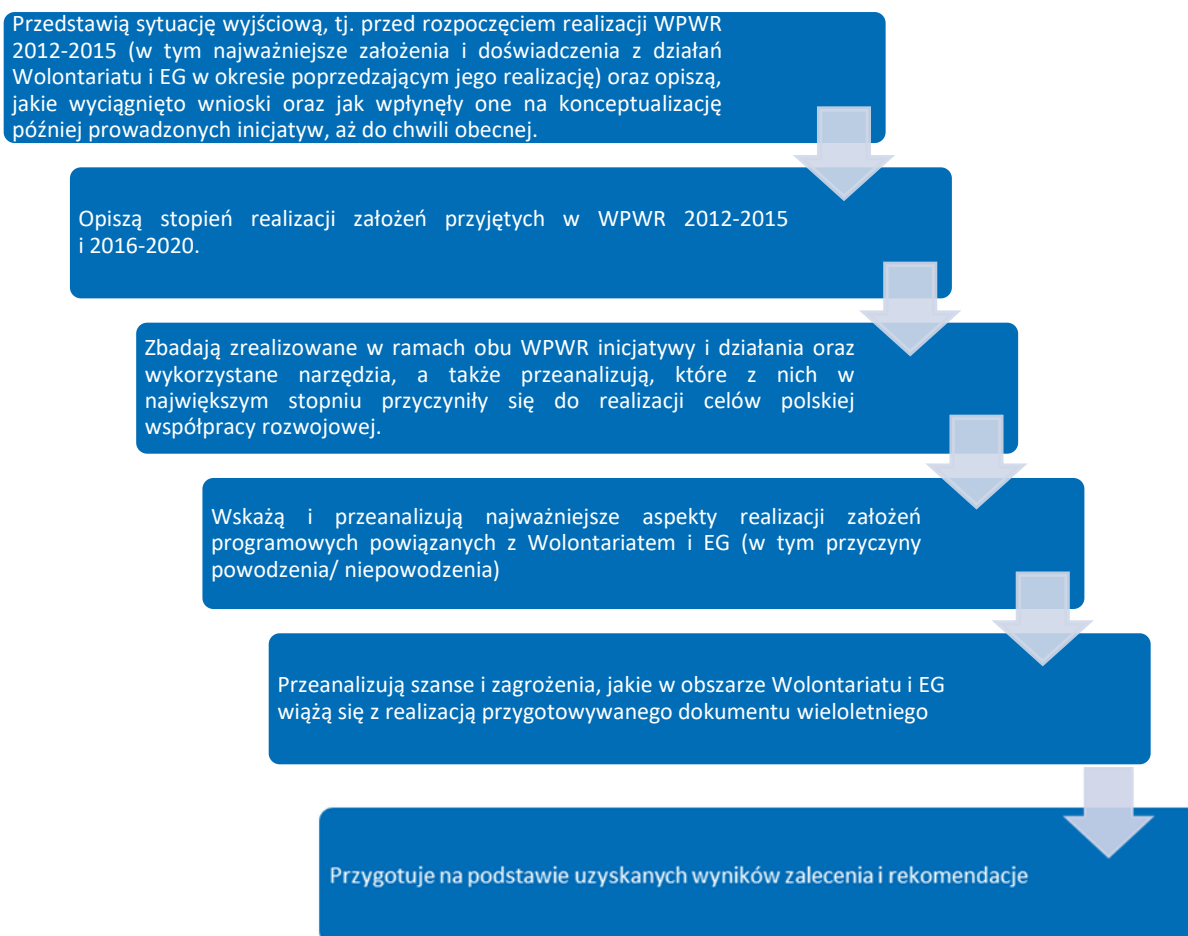 Przedstawią sytuację wyjściową, tj. przed rozpoczęciem realizacji WPWR
2012-2015 (w tym najważniejsze założenia i doświadczenia z działań
Wolontariatu i EG w okresie poprzedzającym jego realizację) oraz opiszą,
jakie wyciągnięto wnioski oraz jak wpłynęły one na konceptualizację
później prowadzonych inicjatyw, aż do chwili obecnej.
Opiszą stopień realizacji założeń przyjętych w WPWR 2012-2015
i 2016-2020.
Zbadają zrealizowane w ramach obu WPWR inicjatywy i działania oraz
wykorzystane narzędzia, a także przeanalizują, które z nich w
największym stopniu przyczyniły się do realizacji celów polskiej
współpracy rozwojowej.
Wskażą i przeanalizują najważniejsze aspekty realizacji założeń
programowych powiązanych z Wolontariatem i EG (w tym przyczyny
powodzenia/ niepowodzenia)
Przeanalizują szanse i zagrożenia, jakie w obszarze Wolontariatu i EG
wiążą się z realizacją przygotowywanego dokumentu wieloletniego
Przygotuje na podstawie uzyskanych wyników zalecenia i rekomendacje